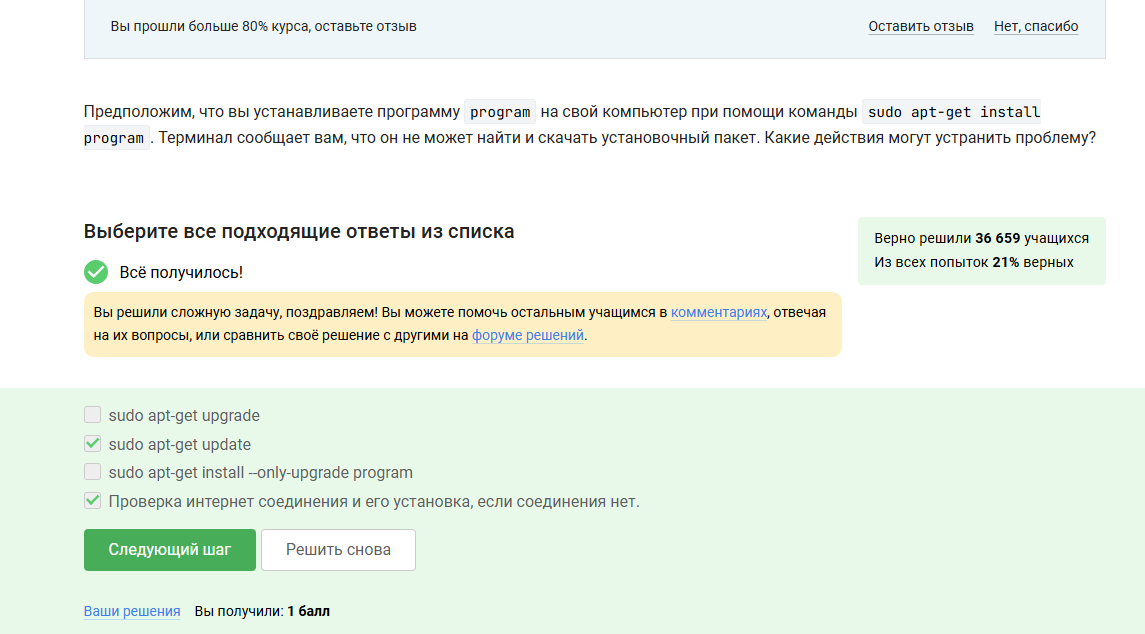 Вы прошли больше 80% курса, оставьте отзыв
Оставить отзыв
Нет, спасибо
Предположим, что вы устанавливаете программу program на свой компьютер при помощи команды sudo apt-get install
program . Терминал сообщает вам, что он не может найти и скачать установочный пакет. Какие действия могут устранить проблему?
Выберите все подходящие ответы из списка
Верно решили 36 659 учащихся
Из всех попыток 21% верных
Всё получилось!
Вы решили сложную задачу, поздравляем! Вы можете помочь остальным учащимся в комментариях, отвечая
на их вопросы, или сравнить своё решение с другими на форуме решений.
sudo apt-get upgrade
sudo apt-get update
sudo apt-get install --only-upgrade program
Проверка интернет соединения и его установка, если соединения нет.
Следующий шаг
Решить снова
Ваши решения
Вы получили: 1 балл